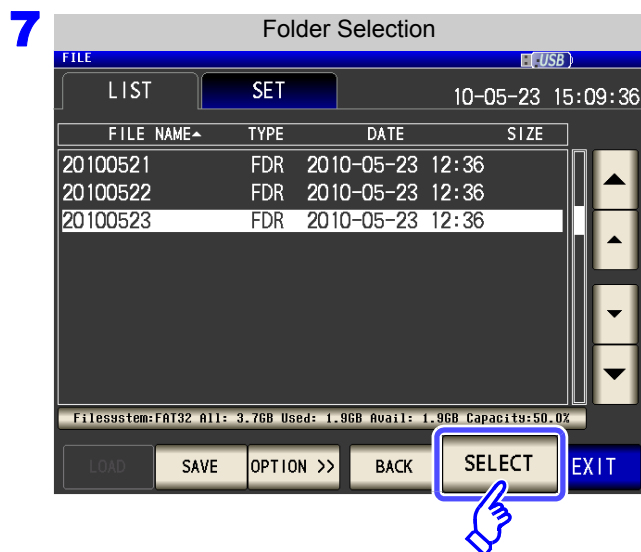 7
Folder Selection
FILE :USB
LIST SET 10-05-23 15:09:36
FILE NAME▲ TYPE DATE SIZE
20100521 FDR 2010-05-23 12:36
20100522 FDR 2010-05-23 12:36
20100523 FDR 2010-05-23 12:36
Filesystem:FAT32 All: 3.7GB Used: 1.9GB Avail: 1.9GB Capacity:50.0%
LOAD SAVE OPTION >> BACK SELECT EXIT